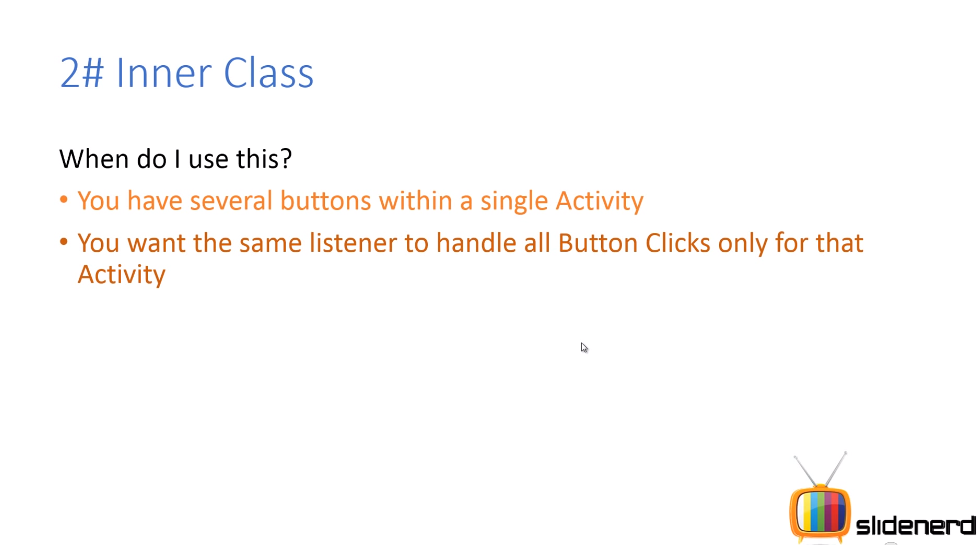 2# Inner Class
When do I use this?
• You have several buttons within a single Activity
• You want the same listener to handle all Button Clicks only for that
Activity
slidenerd